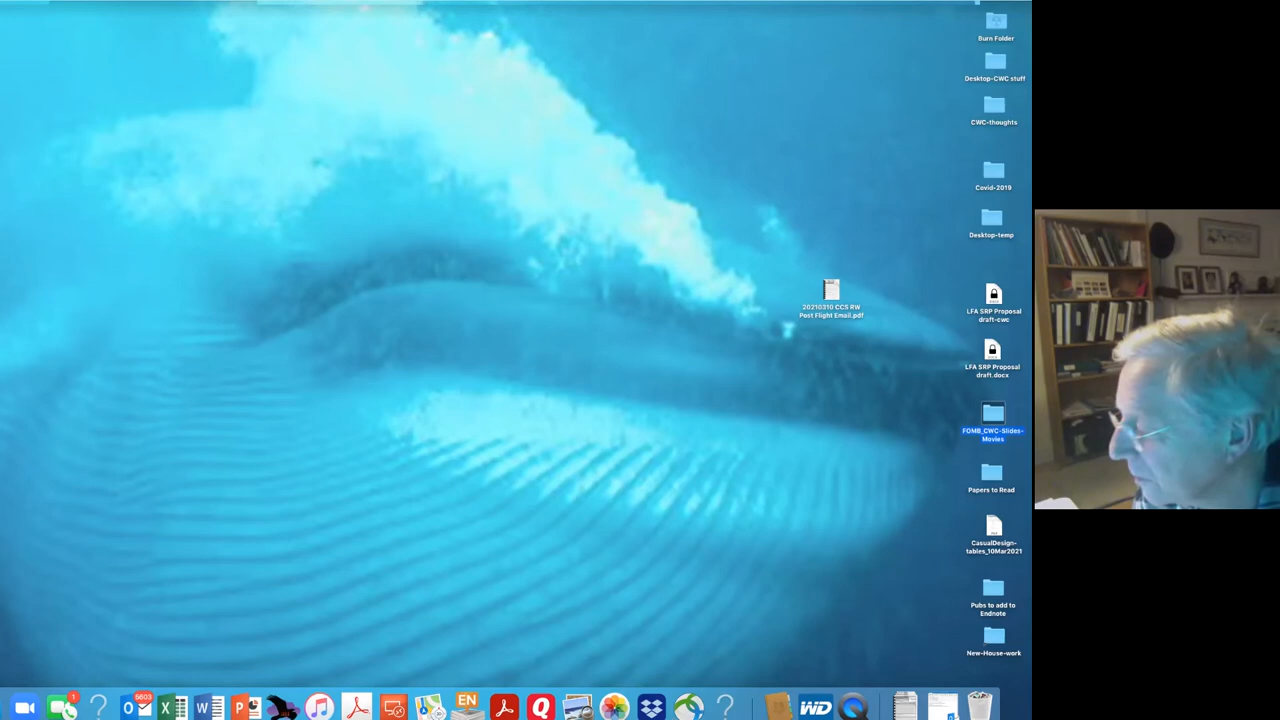 Burn Folder
Desktop-CWC stuff
CWC-thoughts
Covid-2019
Desktop-temp
20210310 CCS RW
Post Flight Email.pdf
LFA SRP Proposal
draft-cwc
LFA SRP Proposal
draft.docx
FOMB_CWC-Slides-
Movies
Papers to Read
CasualDesign-
tables_10Mar2021
Pubs to add to
Endnote
New-House-work
1
5603
EN
WD